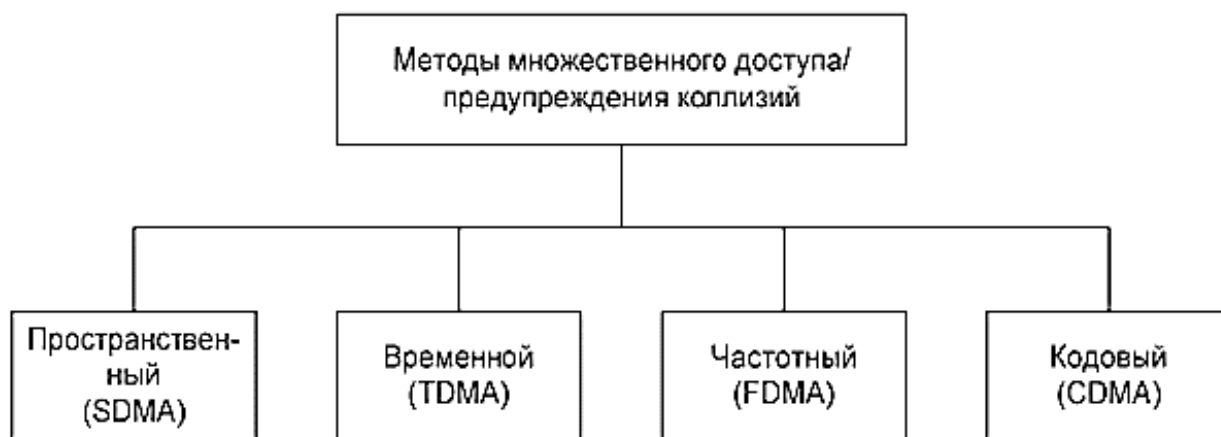 Методы множественного доступа/
предупреждения коллизий
Пространствен-
ный
(SDMA)
Временной
(TDMA)
Частотный
(FDMA)
Кодовый
(CDMA)